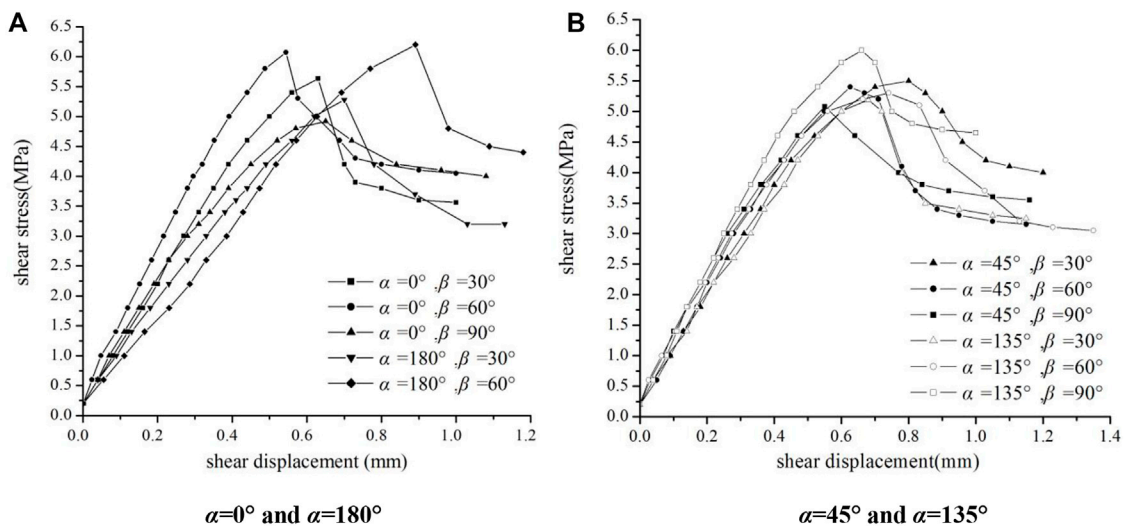 A
6.5
6.0
5.5
5.0
4.5
4.0
3.5
3.0
2.5
2.0
1.5
1.0
0.5
0.0
shear stress(MPa)
0.0 0.2 0.4 0.6 0.8 1.0 1.2
shear displacement (mm)
α =0° ,β =30°
α =0° ,β =60°
α =0° ,β =90°
α =180° ,β =30°
α =180° ,β =60°
α=0° and α=180°
B
6.5
6.0
5.5
5.0
4.5
4.0
3.5
3.0
2.5
2.0
1.5
1.0
0.5
0.0
shear stress(MPa)
0.0 0.2 0.4 0.6 0.8 1.0 1.2 1.4
shear displacement(mm)
α =45° ,β =30°
α =45° ,β =60°
α =45° ,β =90°
α =135° ,β =30°
α =135° ,β =60°
α =135° ,β =90°
α=45° and α=135°